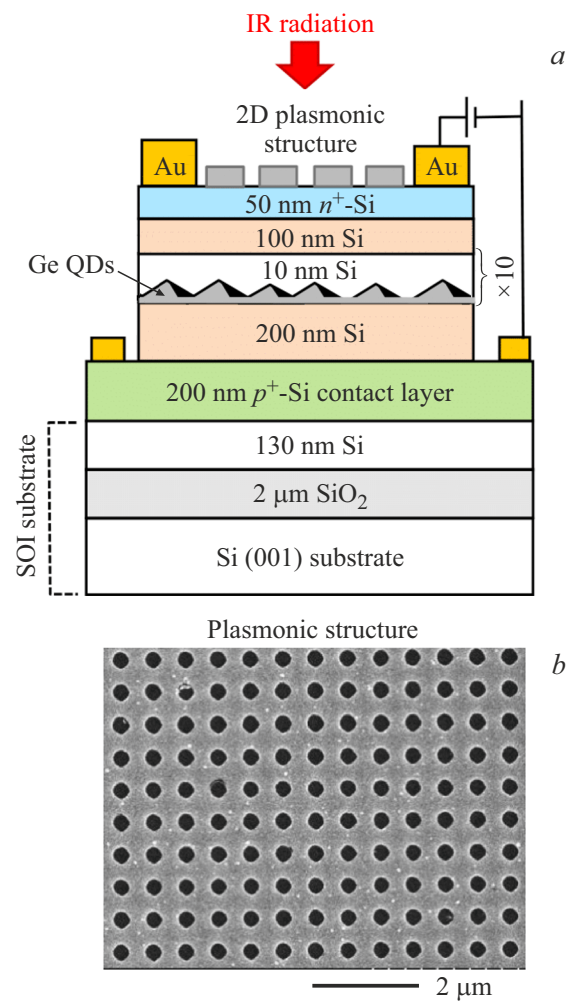 IR radiation
a
2D plasmonic
structure
Au
Au
50 nm n⁺-Si
100 nm Si
Ge QDs
10 nm Si
×10
200 nm Si
200 nm p⁺-Si contact layer
SOI substrate
130 nm Si
2 μm SiO₂
Si (001) substrate
Plasmonic structure
b
2 μm